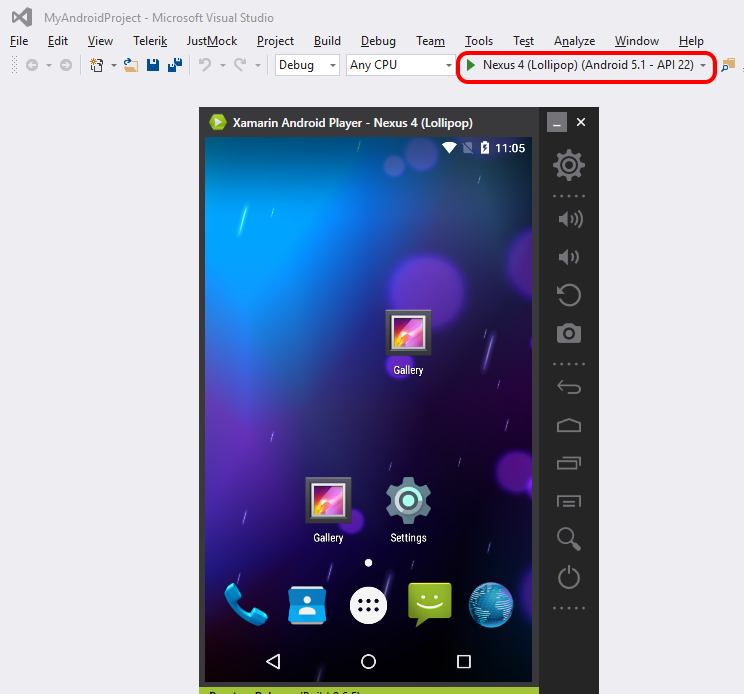 MyAndroidProject - Microsoft Visual Studio
File Edit View Telerik JustMock Project Build Debug Team Tools Test Analyze Window Help
Debug Any CPU Nexus 4 (Lollipop) (Android 5.1 - API 22)
Xamarin Android Player - Nexus 4 (Lollipop)
11:05
Gallery
Gallery Settings